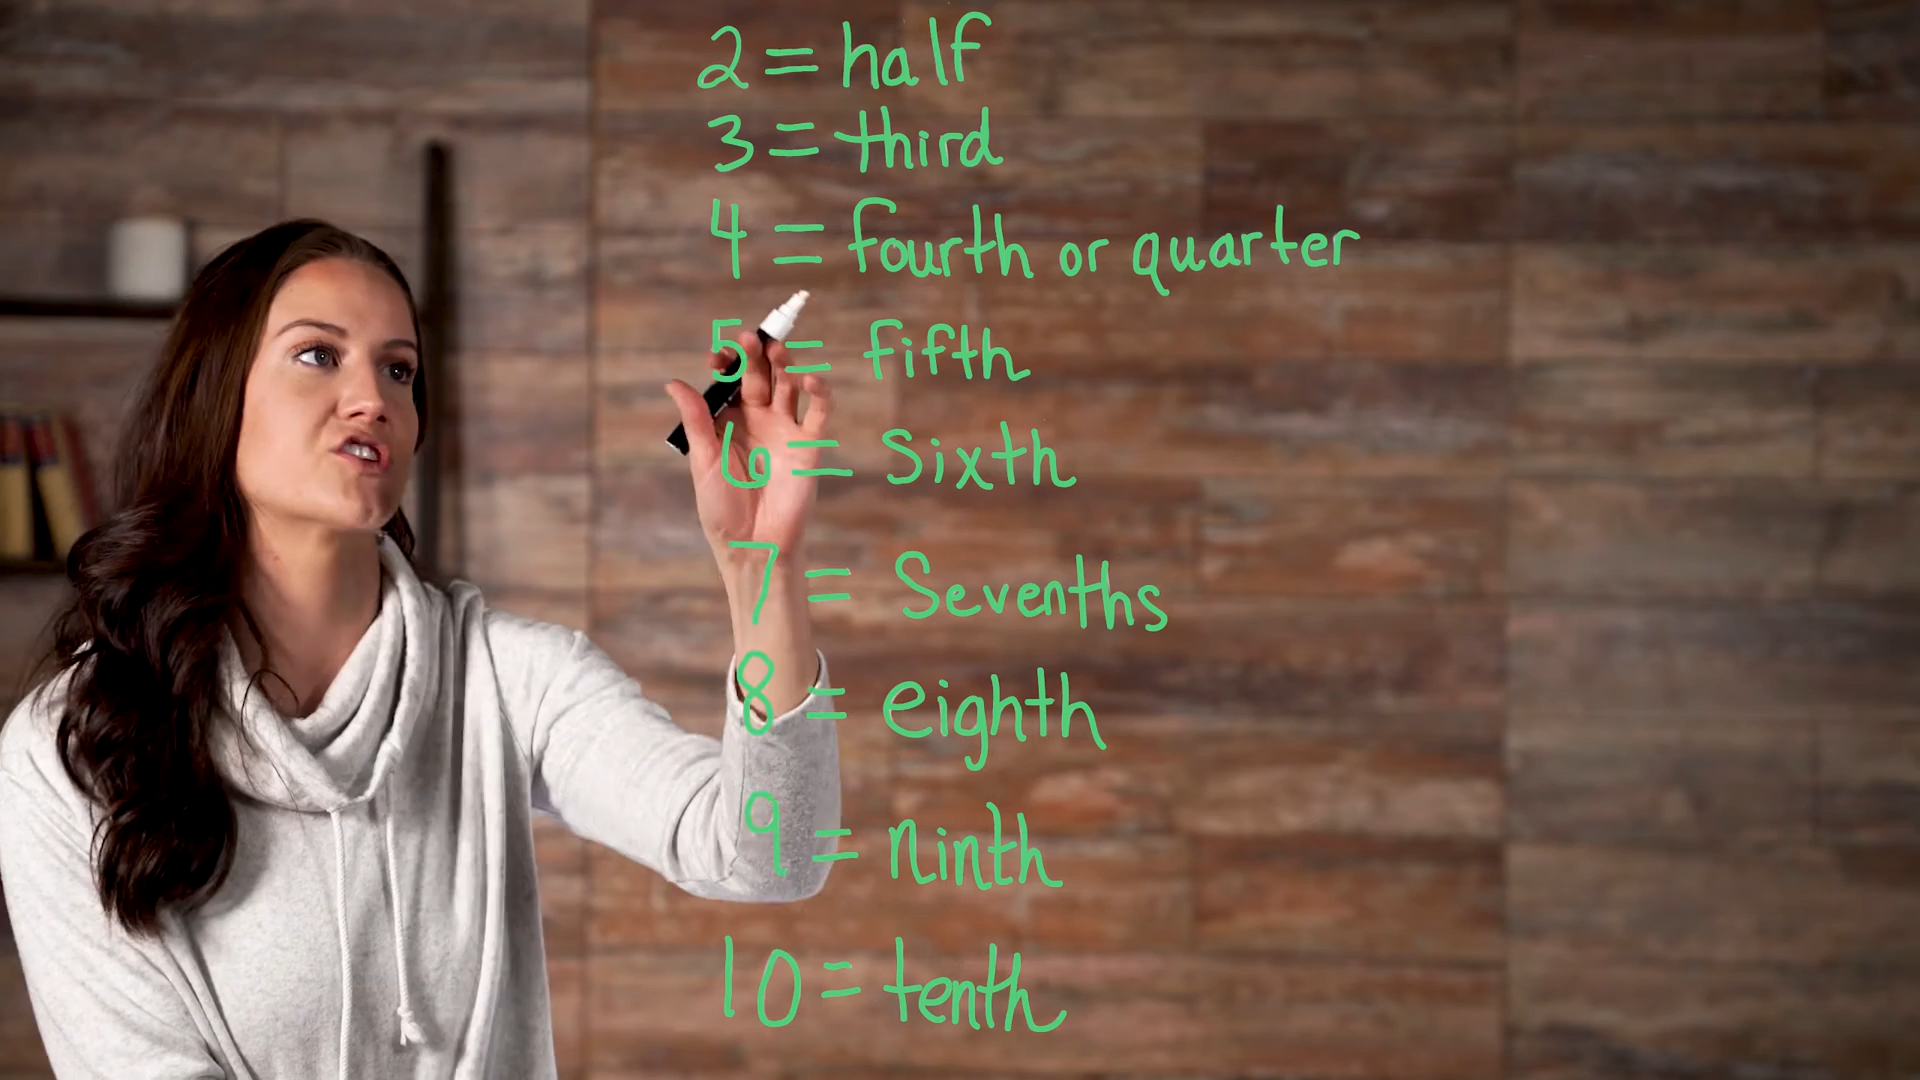 2 = half
3 = third
4 = fourth or quarter
5 = fifth
6 = sixth
7 = Sevenths
8 = eighth
9 = ninth
10 = tenth